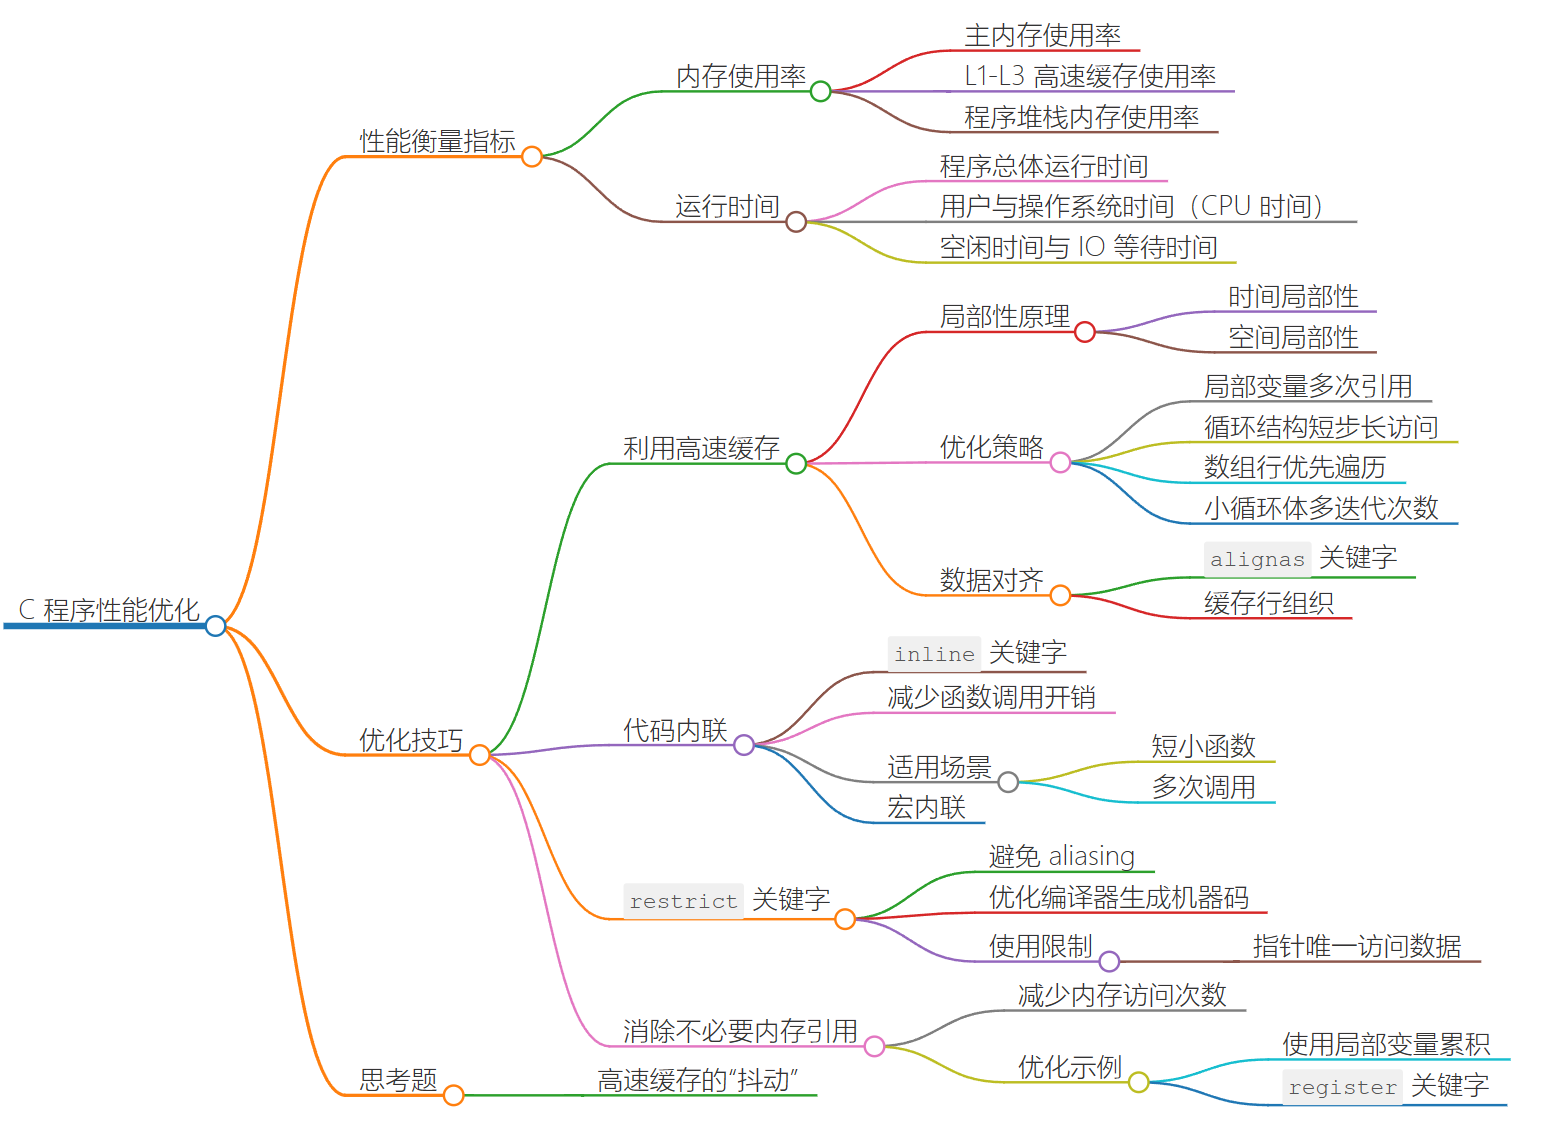 C 程序性能优化
性能衡量指标
内存使用率
主内存使用率
L1-L3 高速缓存使用率
程序堆栈内存使用率
运行时间
程序总体运行时间
用户与操作系统时间（CPU 时间）
空闲时间与 IO 等待时间
优化技巧
利用高速缓存
局部性原理
时间局部性
空间局部性
优化策略
局部变量多次引用
循环结构短步长访问
数组行优先遍历
小循环体多迭代次数
数据对齐
alignas 关键字
缓存行组织
代码内联
inline 关键字
减少函数调用开销
适用场景
短小函数
多次调用
宏内联
restrict 关键字
避免 aliasing
优化编译器生成机器码
使用限制
指针唯一访问数据
消除不必要内存引用
减少内存访问次数
优化示例
使用局部变量累积
register 关键字
思考题
高速缓存的“抖动”